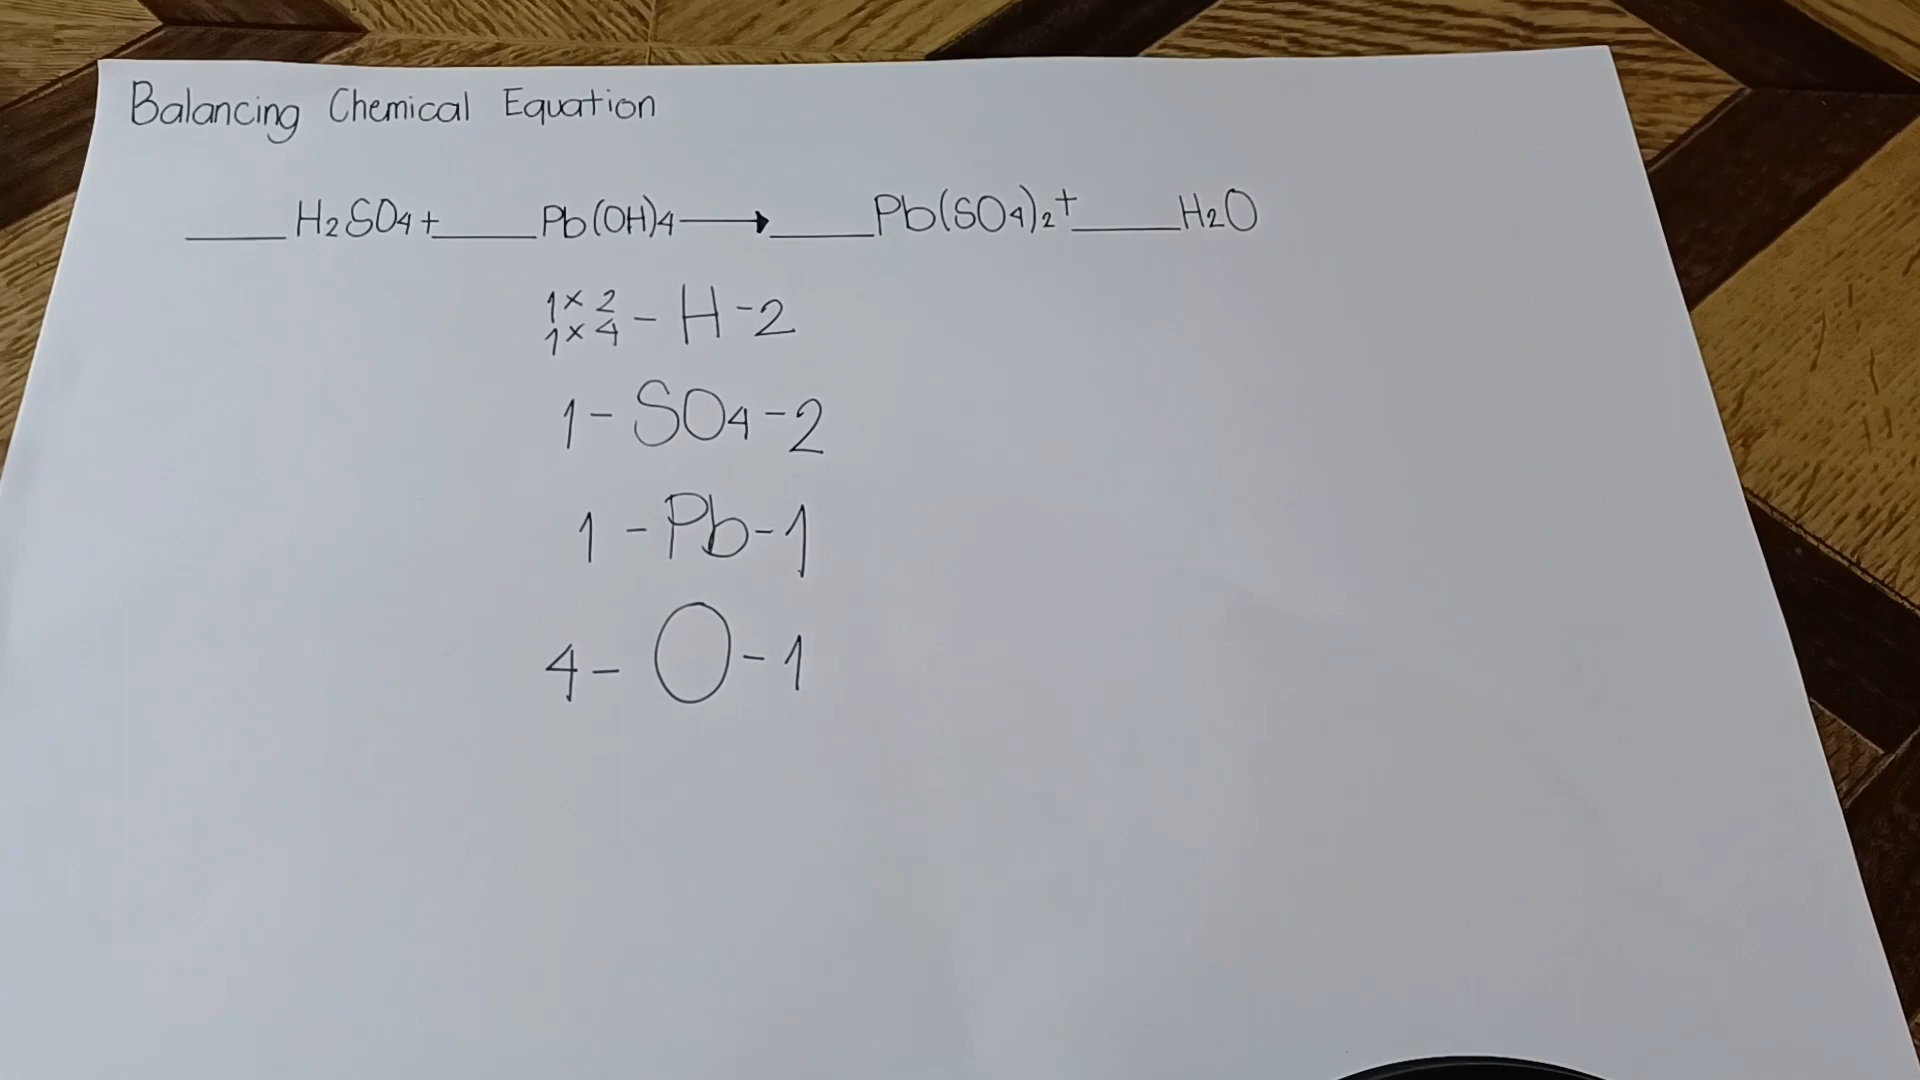 Balancing Chemical Equation
____H2SO4+____Pb(OH)4⟶____Pb(SO4)2+____H2O
1×2
1×4 - H - 2
1 - SO4 - 2
1 - Pb - 1
4 - O - 1